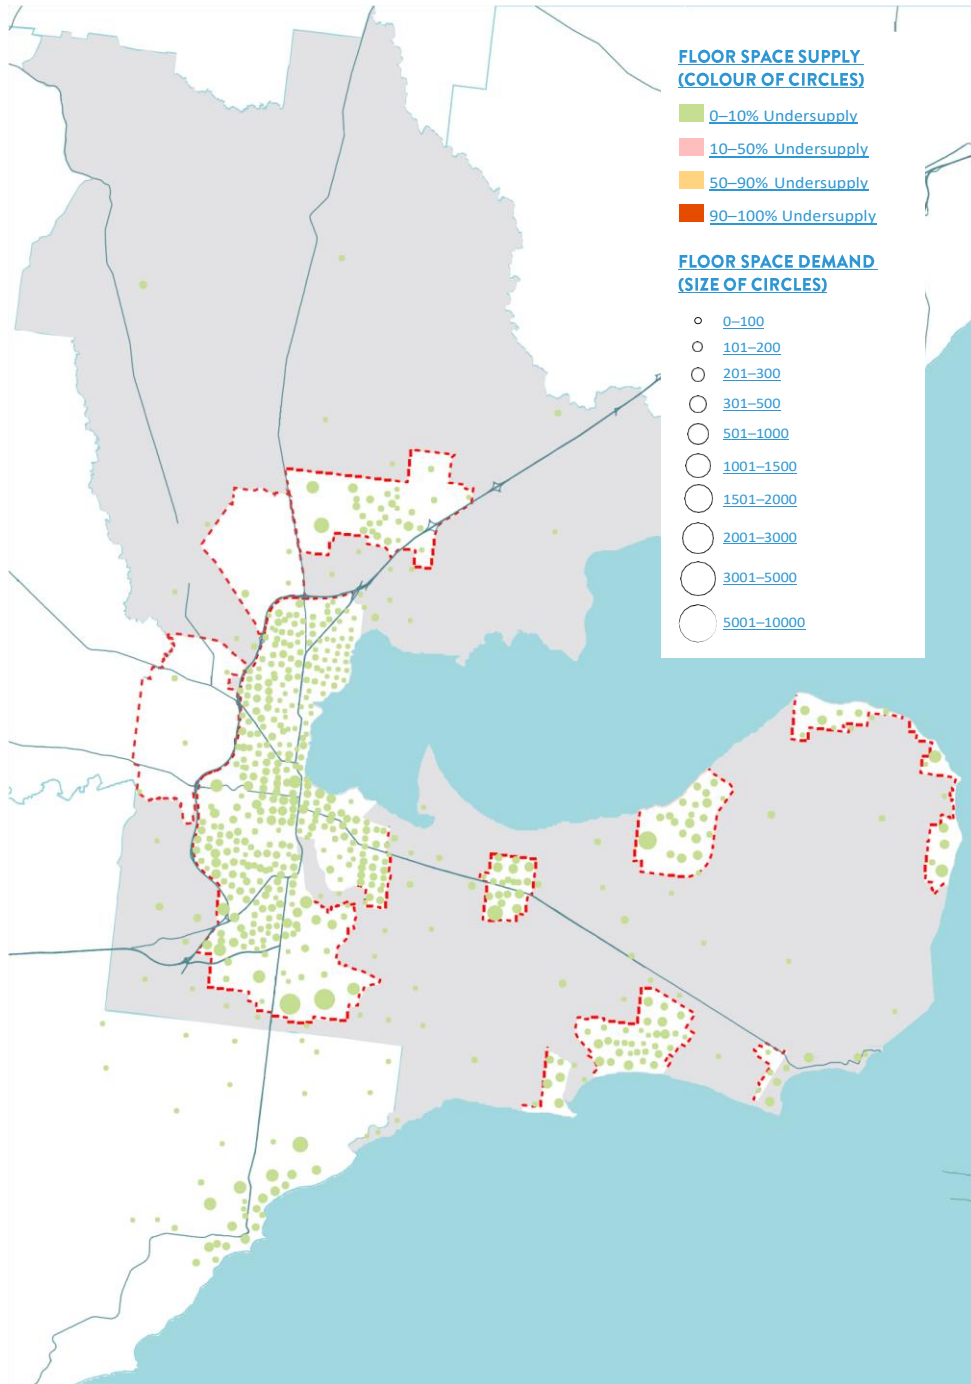 FLOOR SPACE SUPPLY
(COLOUR OF CIRCLES)
0–10% Undersupply
10–50% Undersupply
50–90% Undersupply
90–100% Undersupply
FLOOR SPACE DEMAND
(SIZE OF CIRCLES)
0–100
101–200
201–300
301–500
501–1000
1001–1500
1501–2000
2001–3000
3001–5000
5001–10000